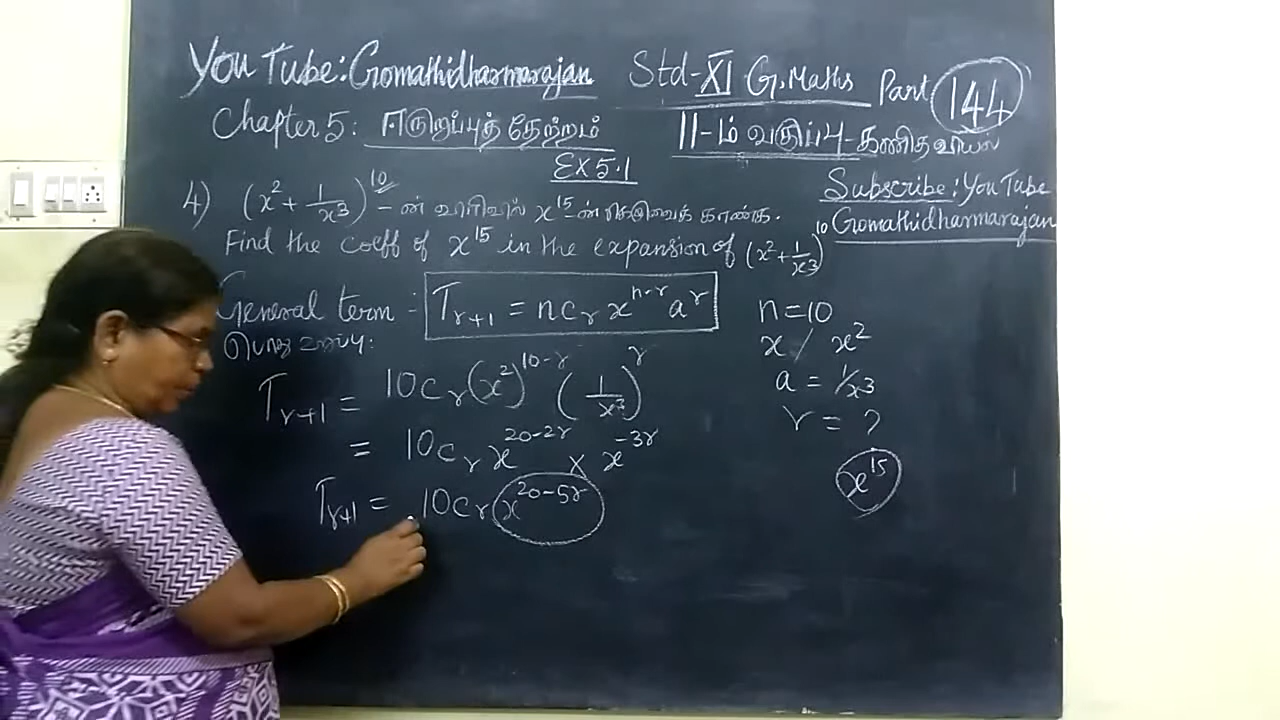 YouTube: Gomathidharmarajan Std-XI G. Maths Part 144
Chapter 5: ஈருறுப்புத் தேற்றம் 11-ம் வகுப்பு-கணிதவியல்
EX 5.1
Subscribe: YouTube
Gomathidharmarajan
4) (x² + 1/x³)¹⁰ -ன் விரிவில் x¹⁵-ன் கெழுவைக் காண்க.
Find the coeff of x¹⁵ in the expansion of (x² + 1/x³)¹⁰
General term : Tᵣ₊₁ = ncᵣ xⁿ⁻ʳ aʳ
பொது உறுப்பு:
n = 10
x / x²
a = 1/x³
r = ?
x¹⁵
Tᵣ₊₁ = 10cᵣ (x²)¹⁰⁻ʳ (1/x³)ʳ
= 10cᵣ x²⁰⁻²ʳ × x⁻³ʳ
Tᵣ₊₁ = 10cᵣ x²⁰⁻⁵ʳ